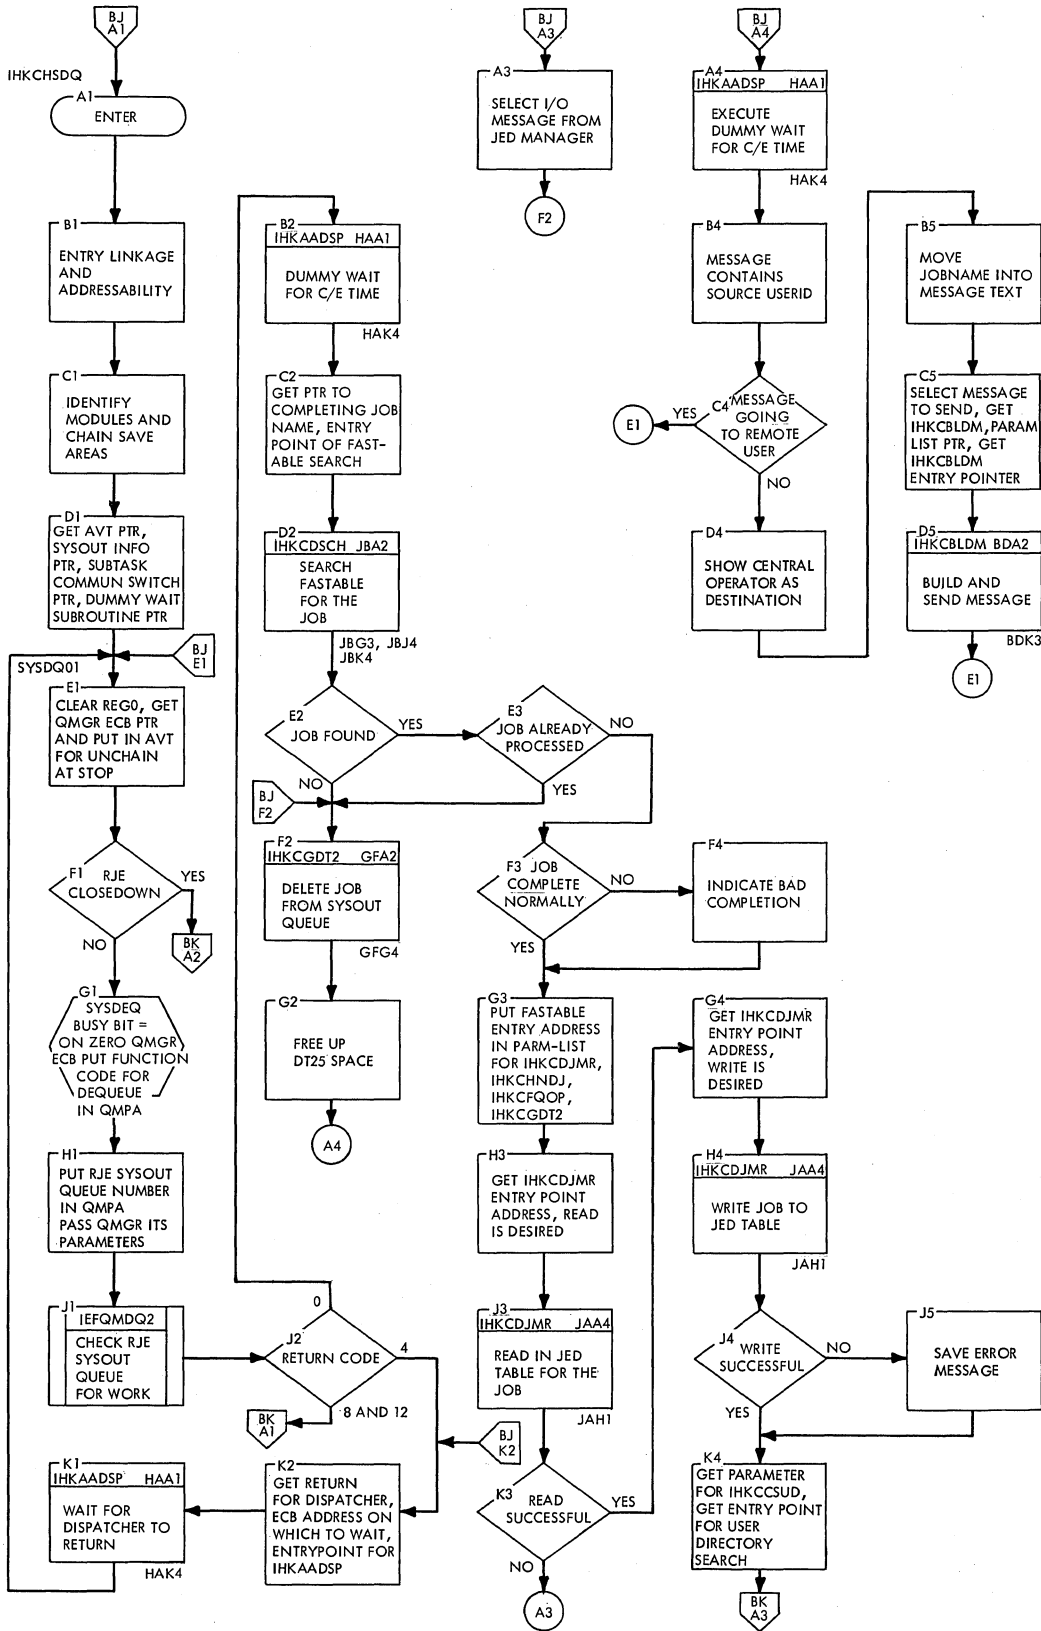 BJ
A1
IHKCHSDQ
A1
ENTER
B1
ENTRY LINKAGE
AND
ADDRESSABILITY
C1
IDENTIFY
MODULES AND
CHAIN SAVE
AREAS
D1
GET AVT PTR,
SYSOUT INFO
PTR, SUBTASK
COMMUN SWITCH
PTR, DUMMY WAIT
SUBROUTINE PTR
BJ
E1
SYSDQ01
E1
CLEAR REG0, GET
QMGR ECB PTR
AND PUT IN AVT
FOR UNCHAIN
AT STOP
F1 RJE
CLOSEDOWN
YES
NO
BK
A2
G1
SYSDEQ
BUSY BIT =
ON ZERO QMGR
ECB PUT FUNCTION
CODE FOR
DEQUEUE
IN QMPA
H1
PUT RJE SYSOUT
QUEUE NUMBER
IN QMPA
PASS QMGR ITS
PARAMETERS
J1
IEFQMDQ2
CHECK RJE
SYSOUT
QUEUE
FOR WORK
K1
IHKAADSP HAA1
WAIT FOR
DISPATCHER TO
RETURN
HAK4
B2
IHKAADSP HAA1
DUMMY WAIT
FOR C/E TIME
HAK4
C2
GET PTR TO
COMPLETING JOB
NAME, ENTRY
POINT OF FAST-
ABLE SEARCH
D2
IHKCDSCH JBA2
SEARCH
FASTABLE
FOR THE
JOB
JBG3, JBJ4
JBK4
E2
JOB FOUND
YES
NO
BJ
F2
F2
IHKCGDT2 GFA2
DELETE JOB
FROM SYSOUT
QUEUE
GFG4
G2
FREE UP
DT25 SPACE
A4
0
J2
RETURN CODE
4
8 AND 12
BK
A1
BJ
K2
K2
GET RETURN
FOR DISPATCHER,
ECB ADDRESS ON
WHICH TO WAIT,
ENTRYPOINT FOR
IHKAADSP
BJ
A3
A3
SELECT I/O
MESSAGE FROM
JED MANAGER
F2
E3
JOB ALREADY
PROCESSED
NO
YES
F3 JOB
COMPLETE
NORMALLY
NO
YES
G3
PUT FASTABLE
ENTRY ADDRESS
IN PARM-LIST
FOR IHKCDJMR,
IHKCHNDJ,
IHKCFQOP,
IHKCGDT2
H3
GET IHKCDJMR
ENTRY POINT
ADDRESS, READ
IS DESIRED
J3
IHKCDJMR JAA4
READ IN JED
TABLE FOR THE
JOB
JAH1
K3
READ
SUCCESSFUL
YES
NO
A3
BJ
A4
A4
IHKAADSP HAA1
EXECUTE
DUMMY WAIT
FOR C/E TIME
HAK4
B4
MESSAGE
CONTAINS
SOURCE USERID
C4 MESSAGE
GOING
TO REMOTE
USER
YES
E1
NO
D4
SHOW CENTRAL
OPERATOR AS
DESTINATION
F4
INDICATE BAD
COMPLETION
G4
GET IHKCDJMR
ENTRY POINT
ADDRESS,
WRITE IS
DESIRED
H4
IHKCDJMR JAA4
WRITE JOB TO
JED TABLE
JAH1
J4
WRITE
SUCCESSFUL
NO
YES
K4
GET PARAMETER
FOR IHKCCSUD,
GET ENTRY POINT
FOR USER
DIRECTORY
SEARCH
BK
A3
B5
MOVE
JOBNAME INTO
MESSAGE TEXT
C5
SELECT MESSAGE
TO SEND, GET
IHKCBLDM, PARAM
LIST PTR, GET
IHKCBLDM
ENTRY POINTER
D5
IHKCBLDM BDA2
BUILD AND
SEND MESSAGE
BDK3
E1
J5
SAVE ERROR
MESSAGE